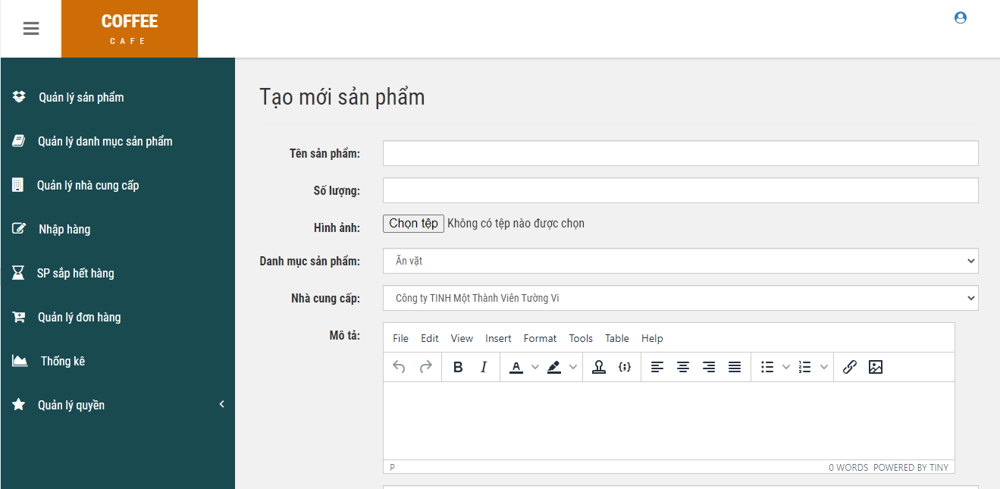 COFFEE
CAFE
Quản lý sản phẩm
Quản lý danh mục sản phẩm
Quản lý nhà cung cấp
Nhập hàng
SP sắp hết hàng
Quản lý đơn hàng
Thống kê
Quản lý quyền
Tạo mới sản phẩm
Tên sản phẩm:
Số lượng:
Hình ảnh: Chọn tệp Không có tệp nào được chọn
Danh mục sản phẩm: Ăn vặt
Nhà cung cấp: Công ty TINH Một Thành Viên Tường Vi
Mô tả: File Edit View Insert Format Tools Table Help
P 0 WORDS POWERED BY TINY